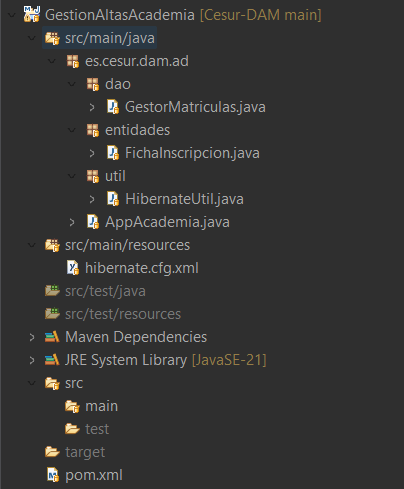 GestionAltasAcademia [Cesur-DAM main]
src/main/java
es.cesur.dam.ad
dao
GestorMatriculas.java
entidades
FichaInscripcion.java
util
HibernateUtil.java
AppAcademia.java
src/main/resources
hibernate.cfg.xml
src/test/java
src/test/resources
Maven Dependencies
JRE System Library [JavaSE-21]
src
main
test
target
pom.xml